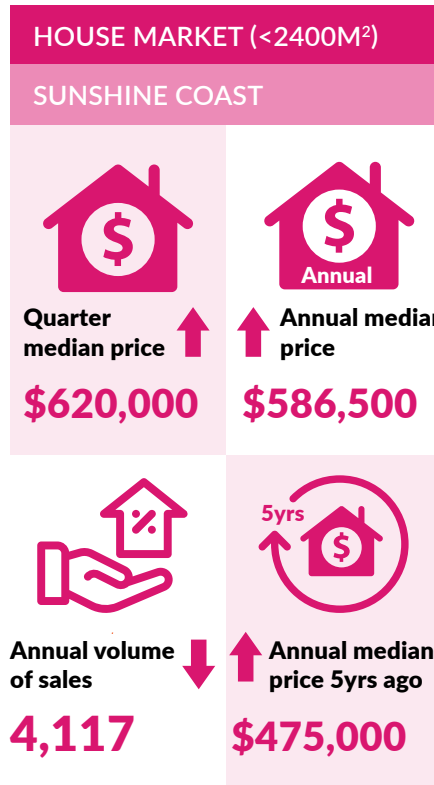 HOUSE MARKET (<2400M²)
SUNSHINE COAST
$
$
Annual
Quarter
median price
$620,000
Annual median
price
$586,500
%
5yrs
$
Annual volume
of sales
4,117
Annual median
price 5yrs ago
$475,000